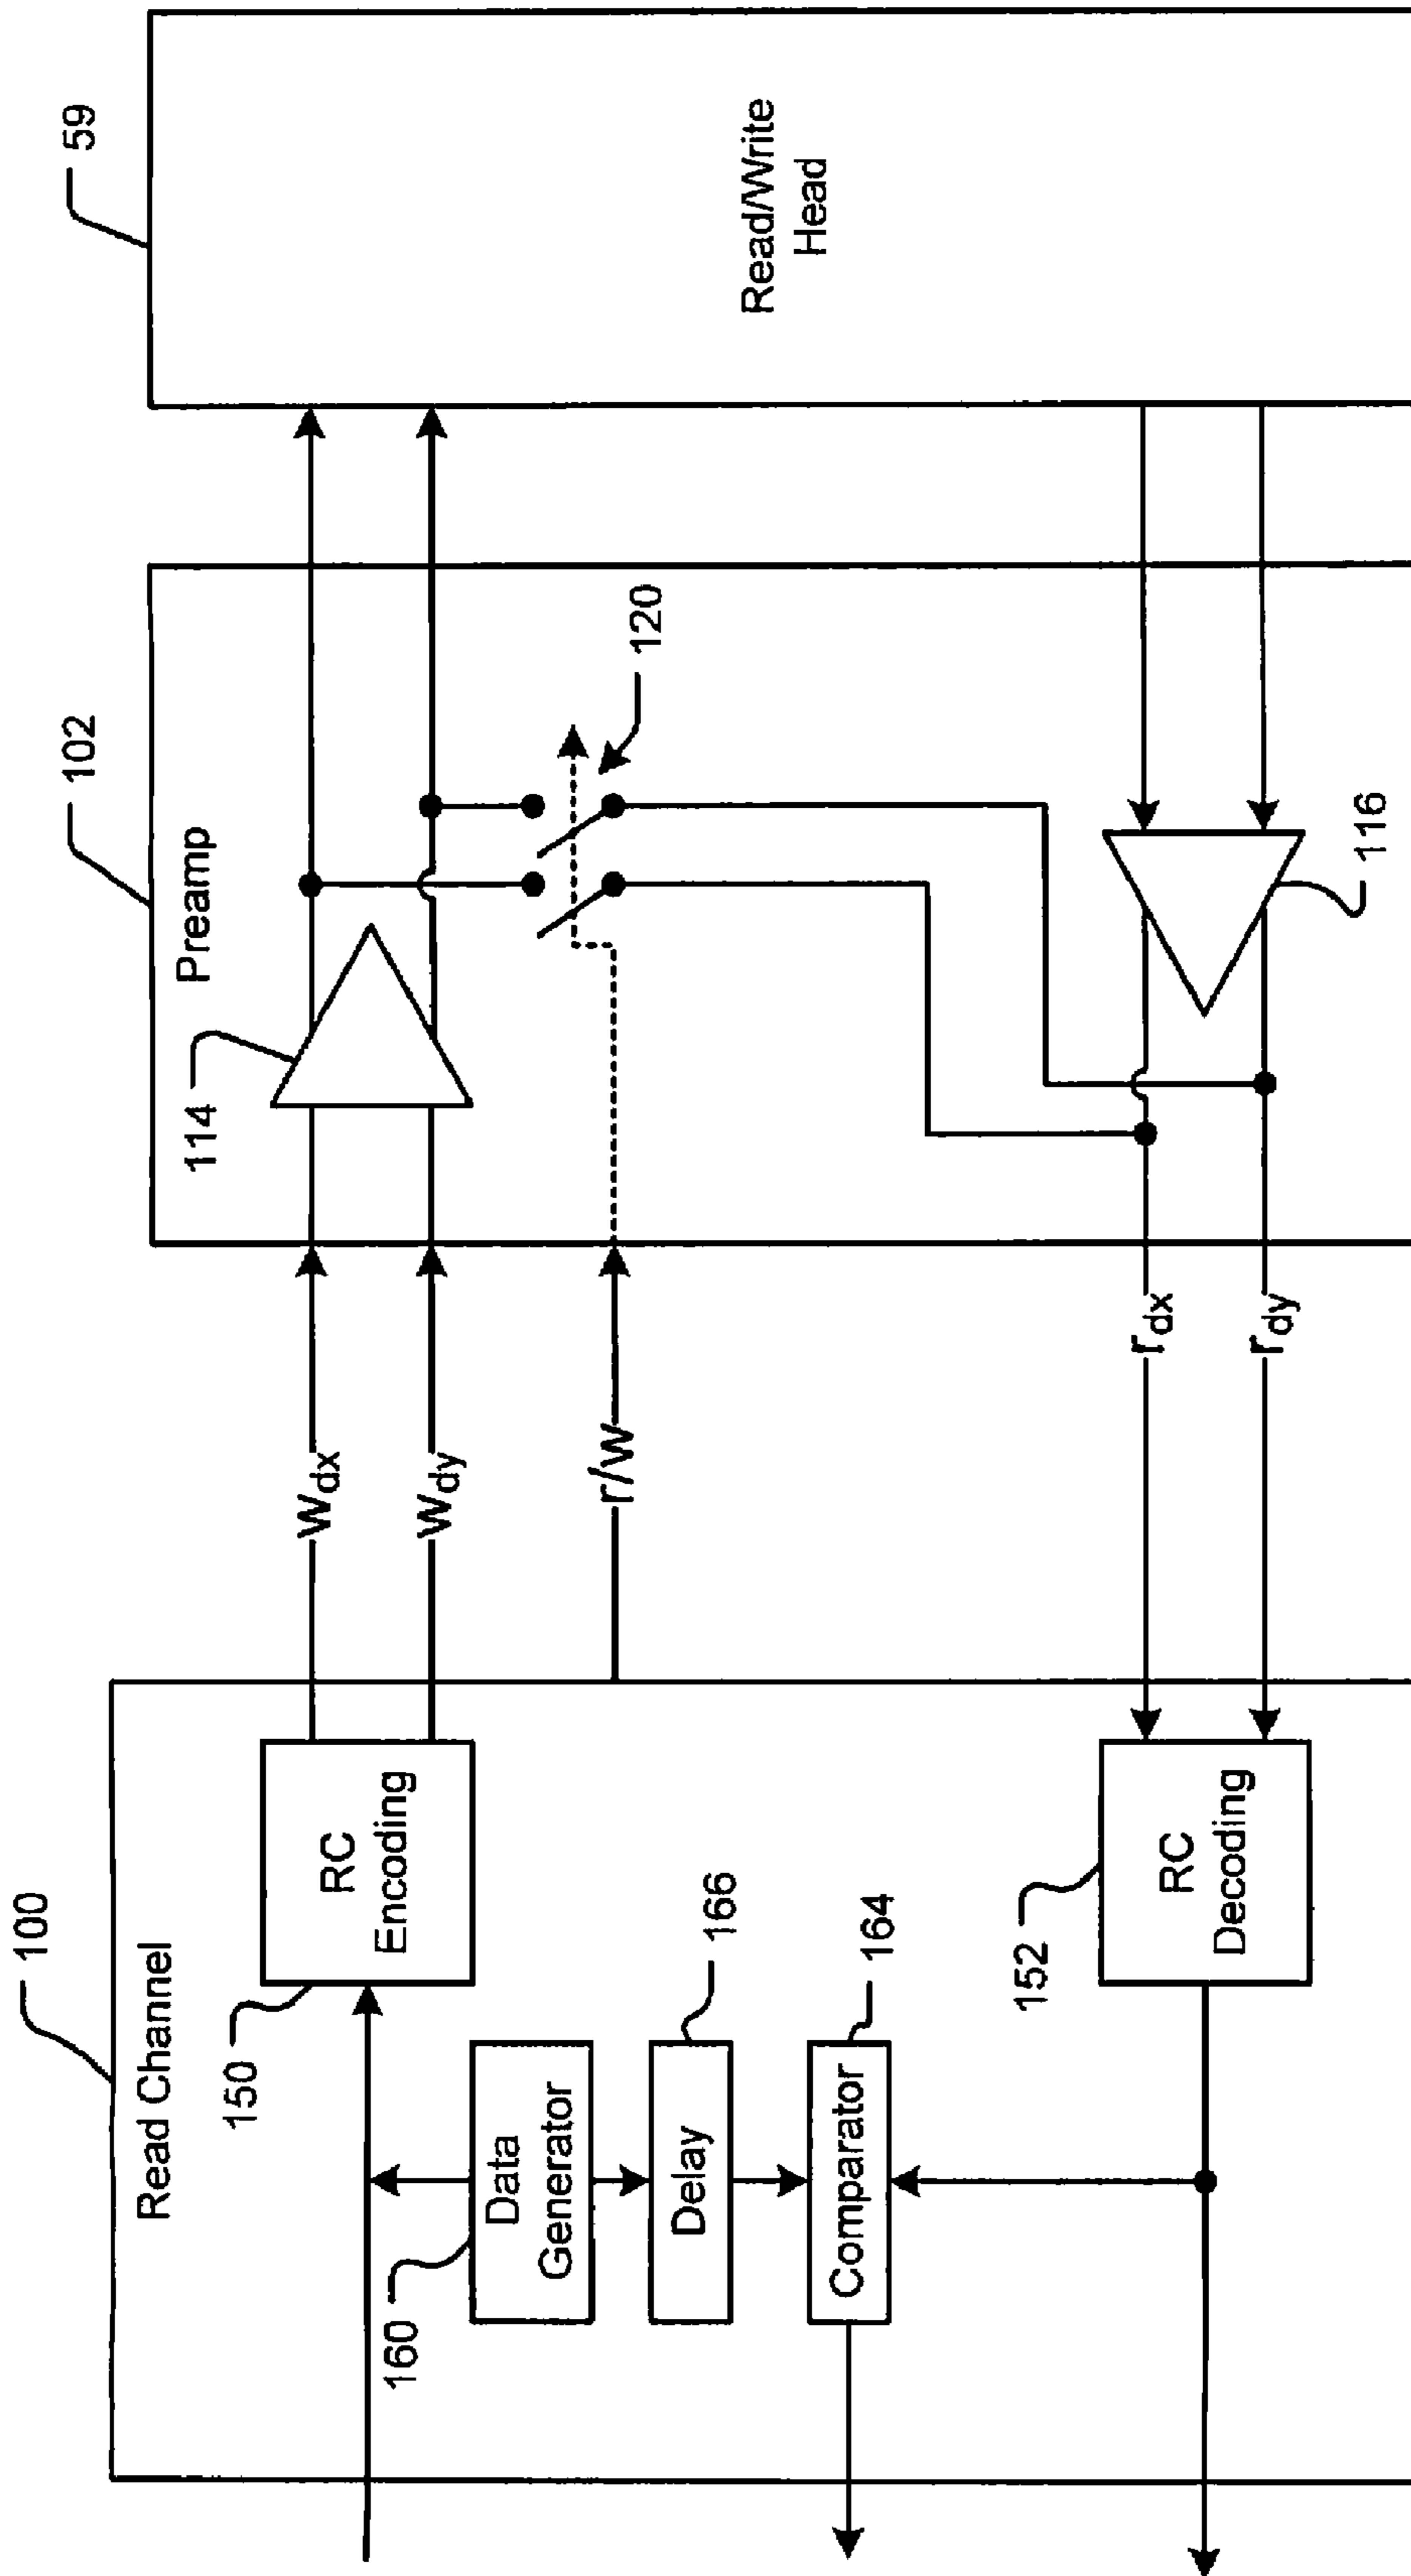 100
Read Channel
150
RC
Encoding
160
Data
Generator
Delay
166
Comparator
164
152
RC
Decoding
wdx
wdy
r/w
rdx
rdy
102
Preamp
114
120
116
59
Read/Write
Head